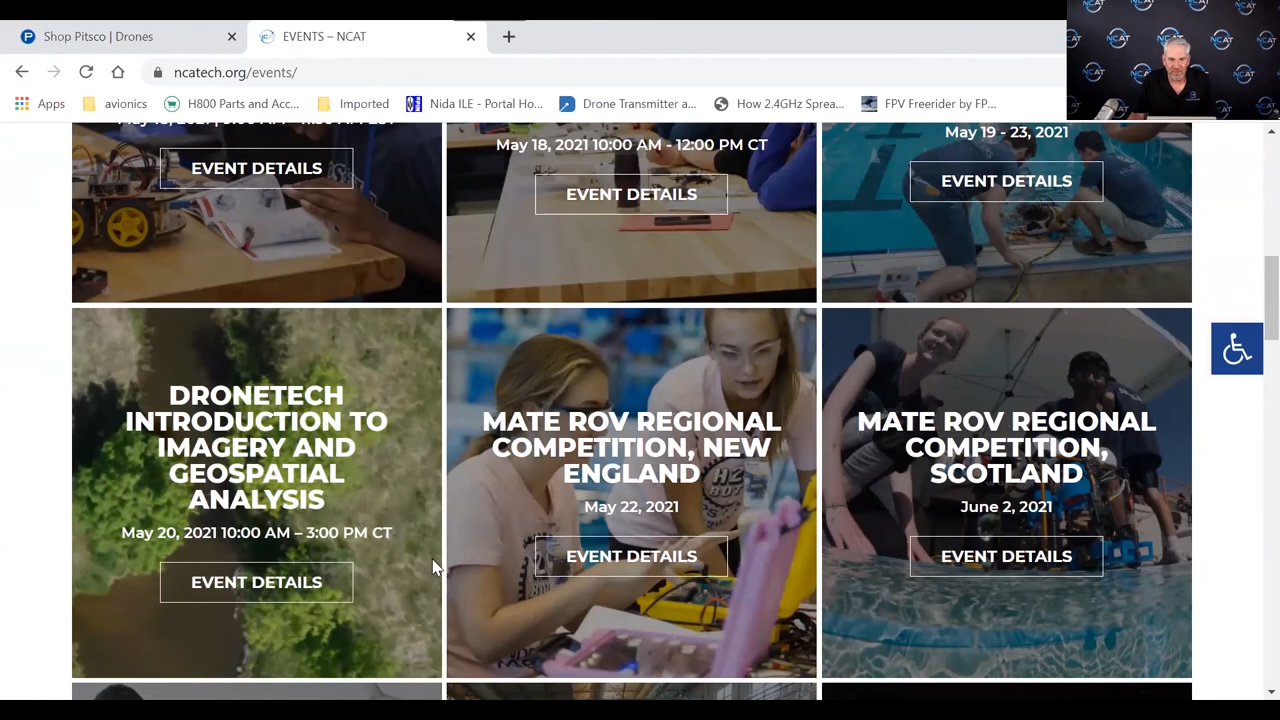 Shop Pitsco | Drones
EVENTS – NCAT
ncatech.org/events/
Apps
avionics
H800 Parts and Acc...
Imported
Nida ILE - Portal Ho...
Drone Transmitter a...
How 2.4GHz Sprea...
FPV Freerider by FP...
NCAT
EVENT DETAILS
May 18, 2021 10:00 AM - 12:00 PM CT
EVENT DETAILS
May 19 - 23, 2021
EVENT DETAILS
DRONETECH
INTRODUCTION TO
IMAGERY AND
GEOSPATIAL
ANALYSIS
May 20, 2021 10:00 AM – 3:00 PM CT
EVENT DETAILS
MATE ROV REGIONAL
COMPETITION, NEW
ENGLAND
May 22, 2021
EVENT DETAILS
MATE ROV REGIONAL
COMPETITION,
SCOTLAND
June 2, 2021
EVENT DETAILS